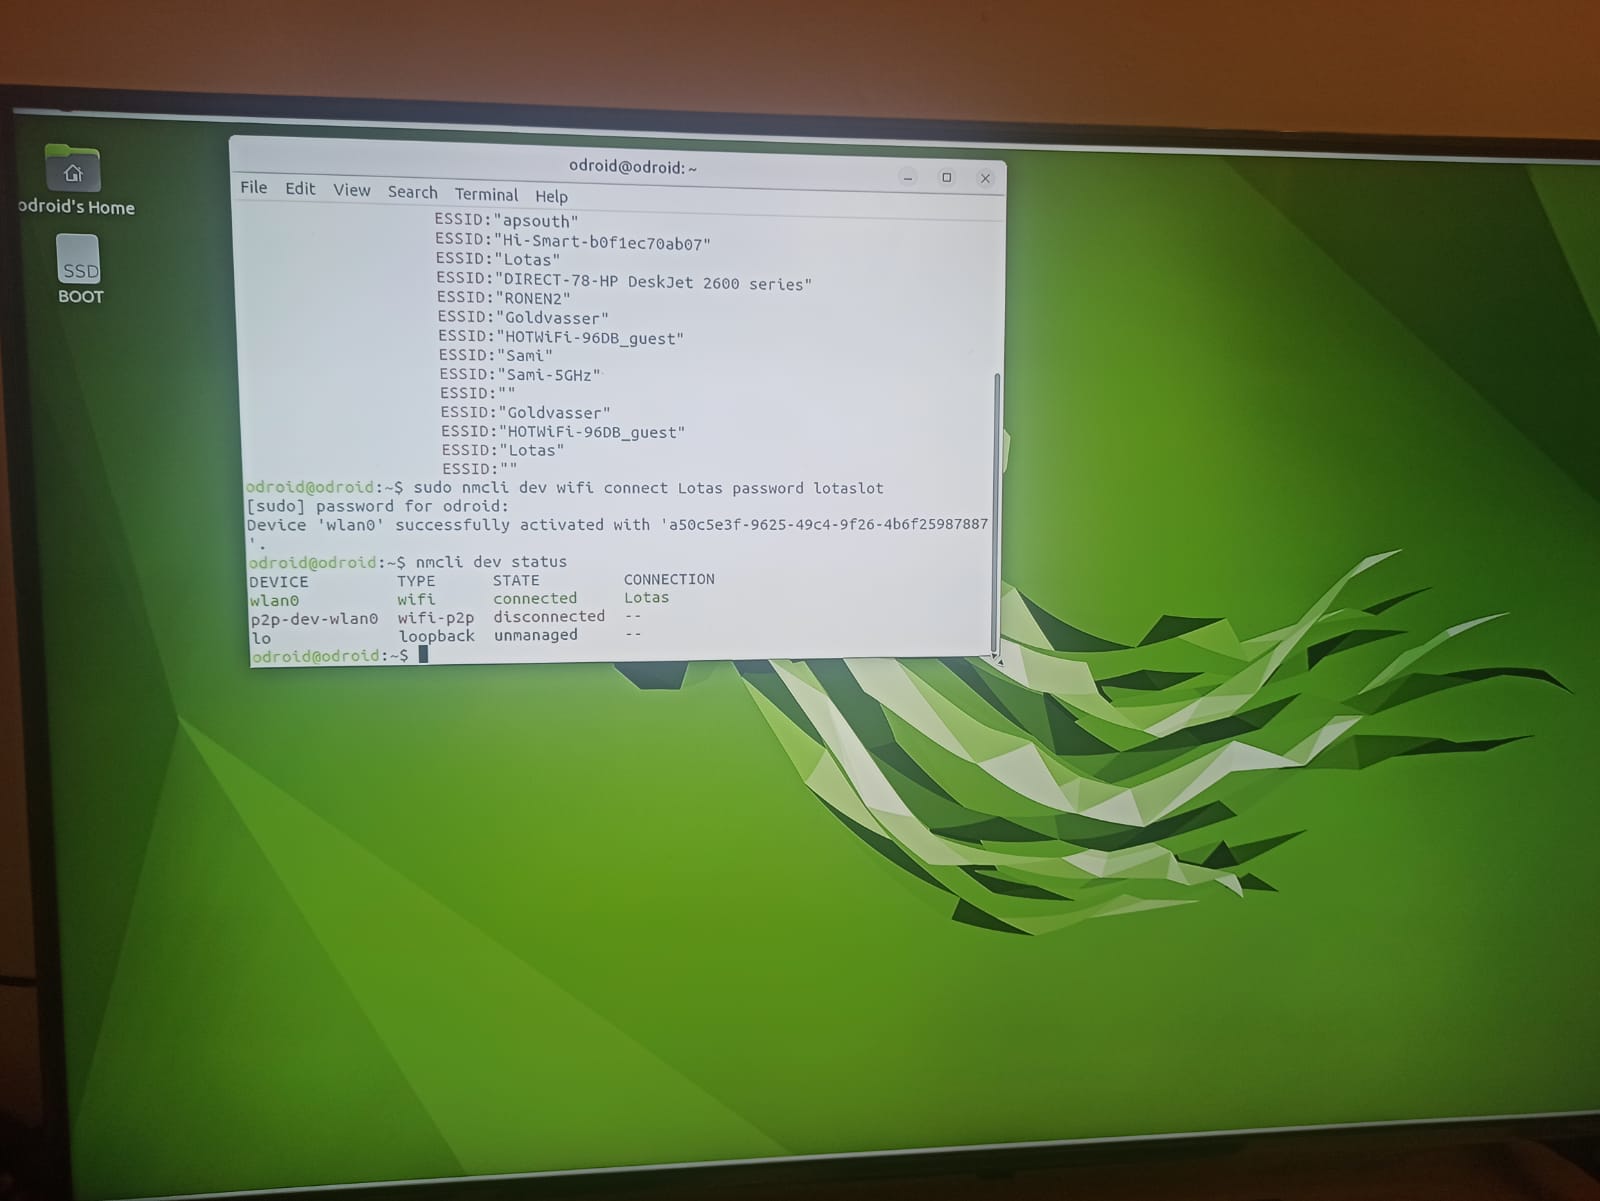 odroid's Home
SSD
BOOT
odroid@odroid: ~
File Edit View Search Terminal Help
ESSID:"apsouth"
ESSID:"Hi-Smart-b0f1ec70ab07"
ESSID:"Lotas"
ESSID:"DIRECT-78-HP DeskJet 2600 series"
ESSID:"RONEN2"
ESSID:"Goldvasser"
ESSID:"HOTWiFi-96DB_guest"
ESSID:"Sami"
ESSID:"Sami-5GHz"
ESSID:""
ESSID:"Goldvasser"
ESSID:"HOTWiFi-96DB_guest"
ESSID:"Lotas"
ESSID:""
odroid@odroid:~$ sudo nmcli dev wifi connect Lotas password lotaslot
[sudo] password for odroid:
Device 'wlan0' successfully activated with 'a50c5e3f-9625-49c4-9f26-4b6f25987887
'.
odroid@odroid:~$ nmcli dev status
DEVICE TYPE STATE CONNECTION
wlan0 wifi connected Lotas
p2p-dev-wlan0 wifi-p2p disconnected --
lo loopback unmanaged --
odroid@odroid:~$